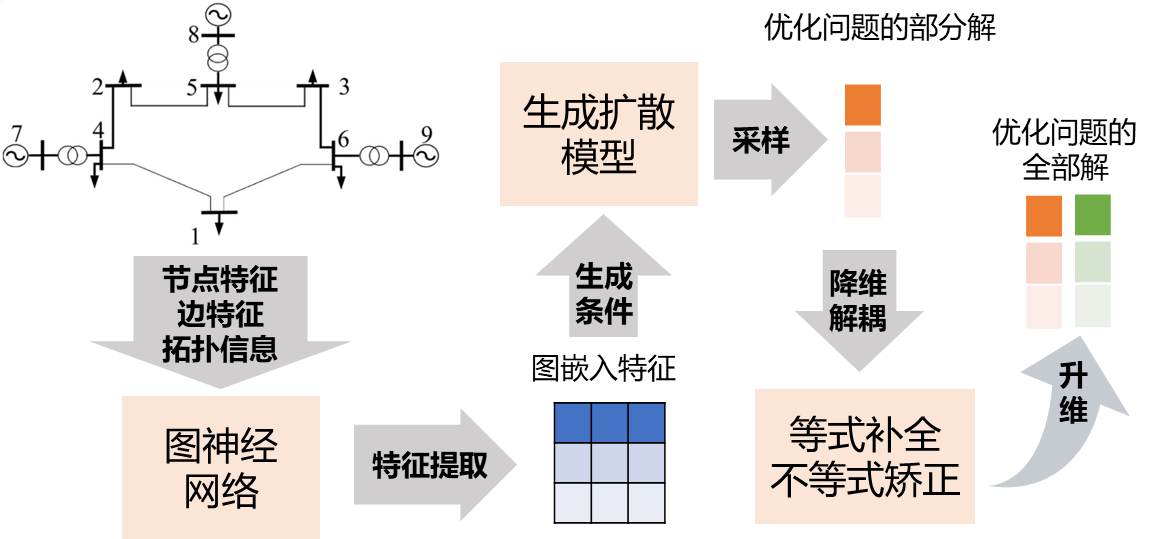 8
2
5
3
7
4
6
9
1
节点特征
边特征
拓扑信息
图神经
网络
特征提取
图嵌入特征
生成
条件
生成扩散
模型
采样
优化问题的部分解
降维
解耦
等式补全
不等式矫正
升
维
优化问题的
全部解